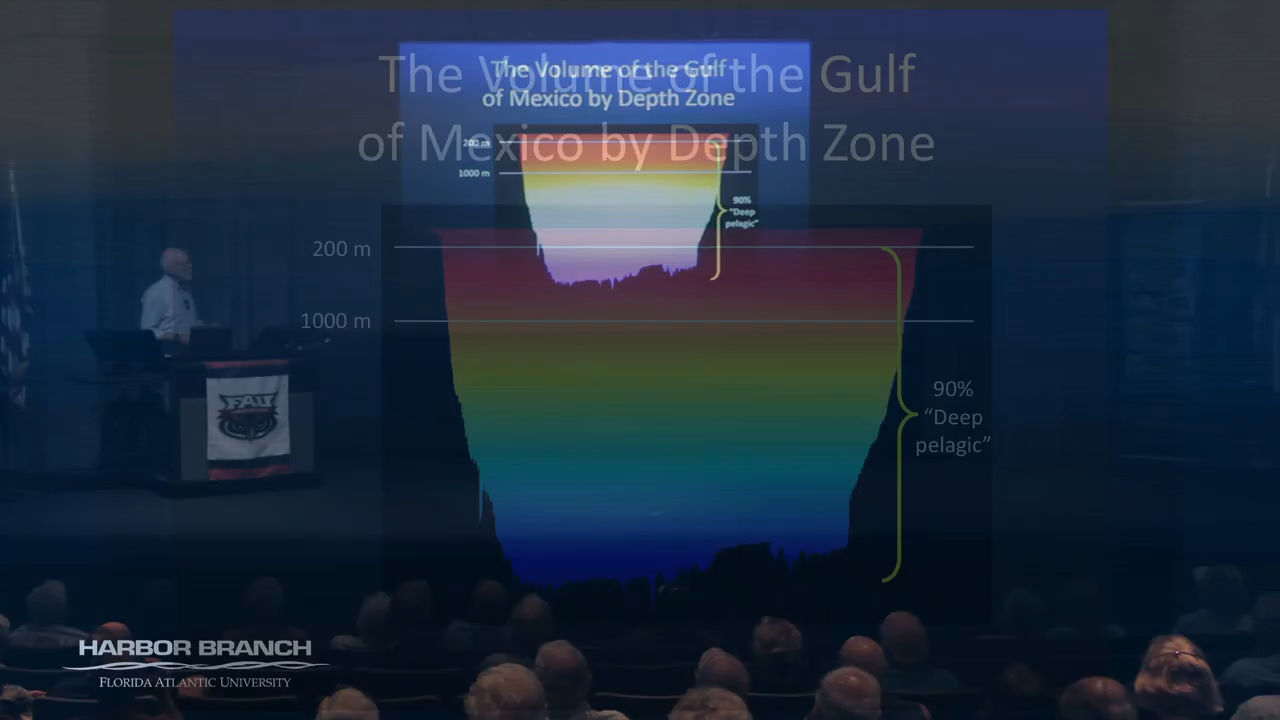 The Volume of the Gulf
of Mexico by Depth Zone
200 m
1000 m
90%
“Deep
pelagic”
The Volume of the Gulf
of Mexico by Depth Zone
200 m
1000 m
90%
“Deep
pelagic”
FAU
HARBOR BRANCH
FLORIDA ATLANTIC UNIVERSITY